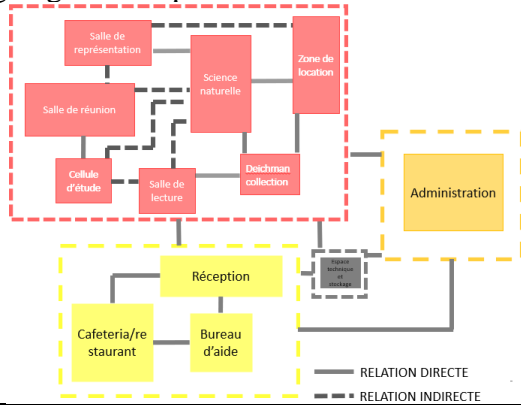 Salle de
représentation
Zone de
location
Science
naturelle
Salle de réunion
Cellule
d'étude
Salle de
lecture
Deichman
collection
Administration
Espace
technique
et
stockage
Réception
Cafeteria/re
staurant
Bureau
d'aide
RELATION DIRECTE
RELATION INDIRECTE